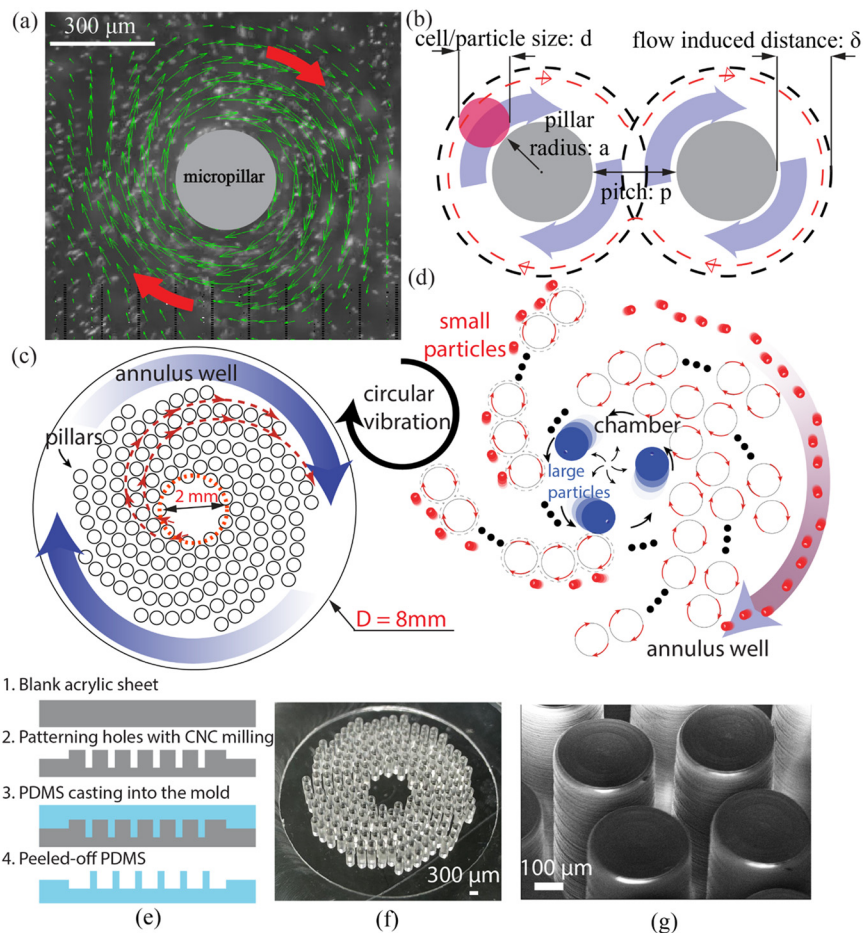 (a)
300 μm
micropillar
(b)
cell/particle size: d
flow induced distance: δ
pillar
radius: a
pitch: p
(c)
annulus well
pillars
2 mm
D = 8mm
circular
vibration
(d)
small
particles
chamber
large
particles
annulus well
1. Blank acrylic sheet
2. Patterning holes with CNC milling
3. PDMS casting into the mold
4. Peeled-off PDMS
(e)
300 μm
(f)
100 μm
(g)